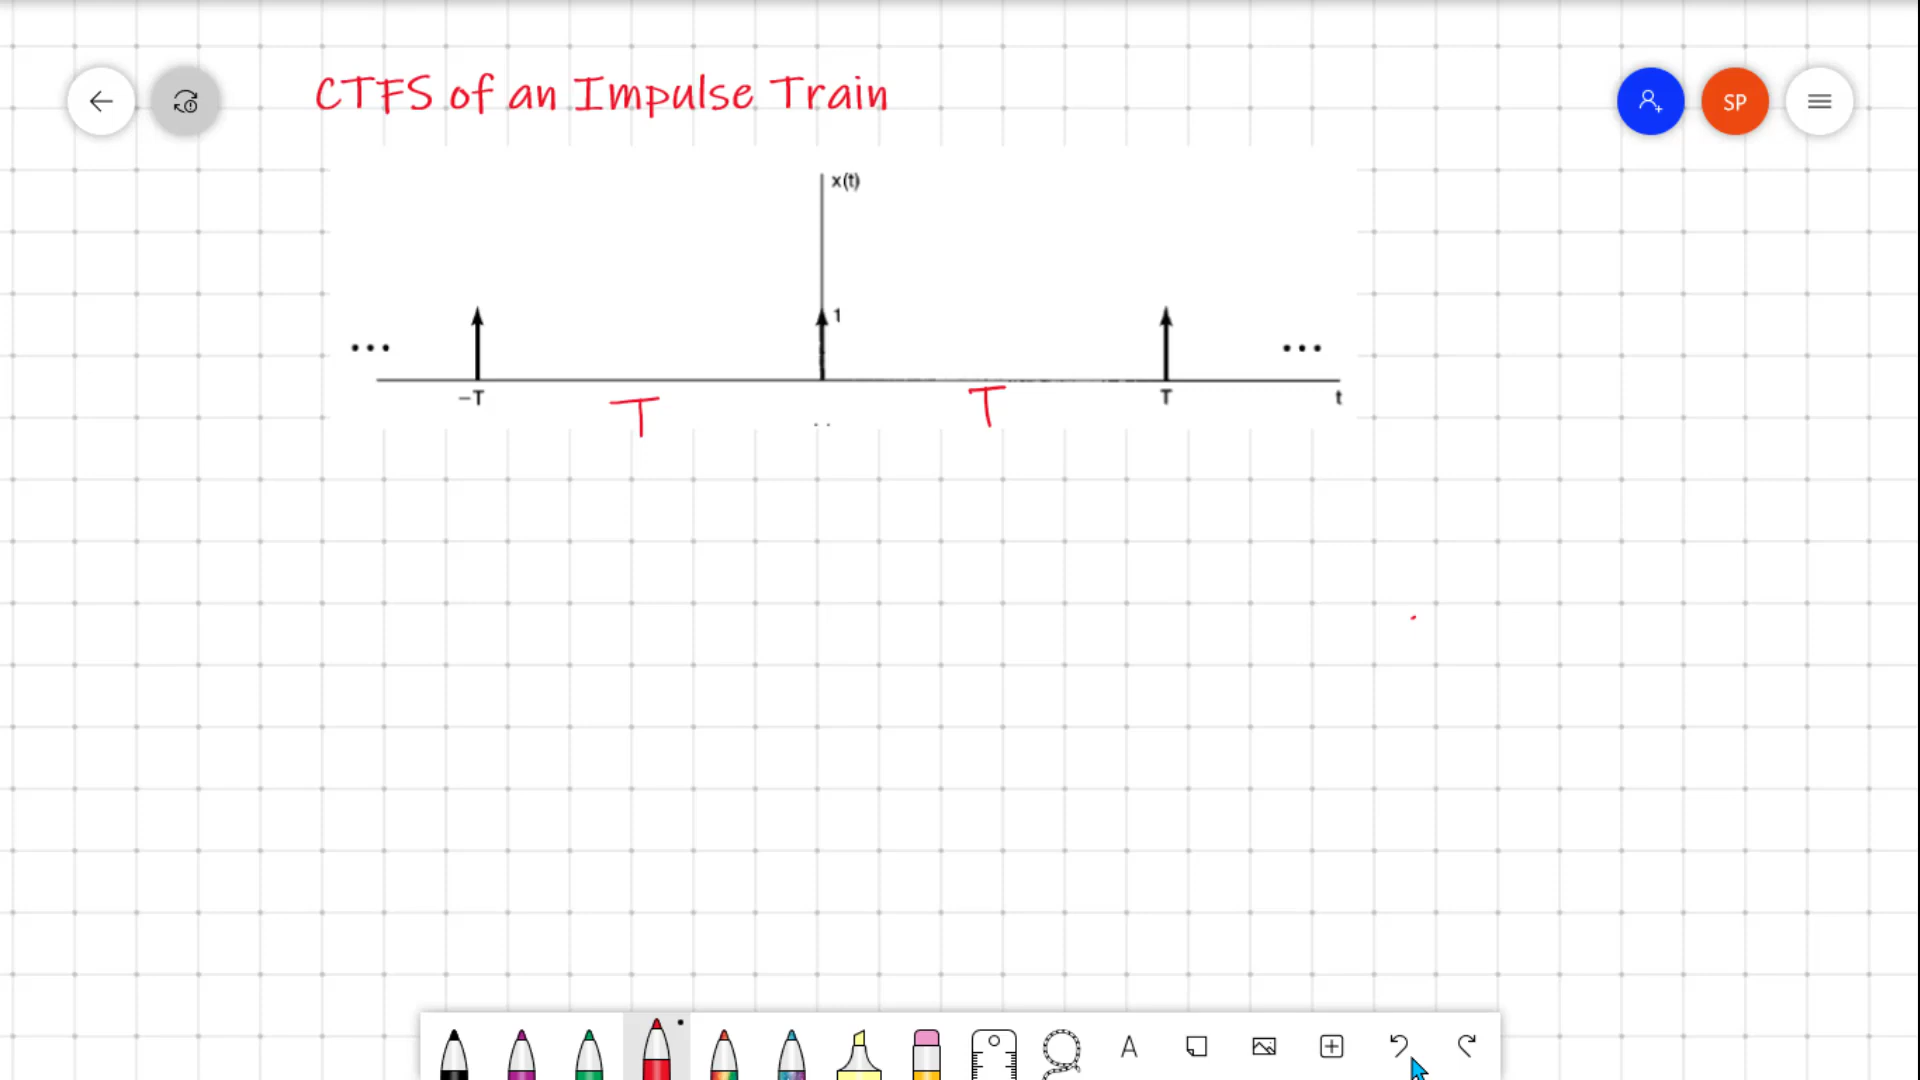 CTFS of an Impulse Train
SP
x(t)
1
... ...
-T T T T t
A